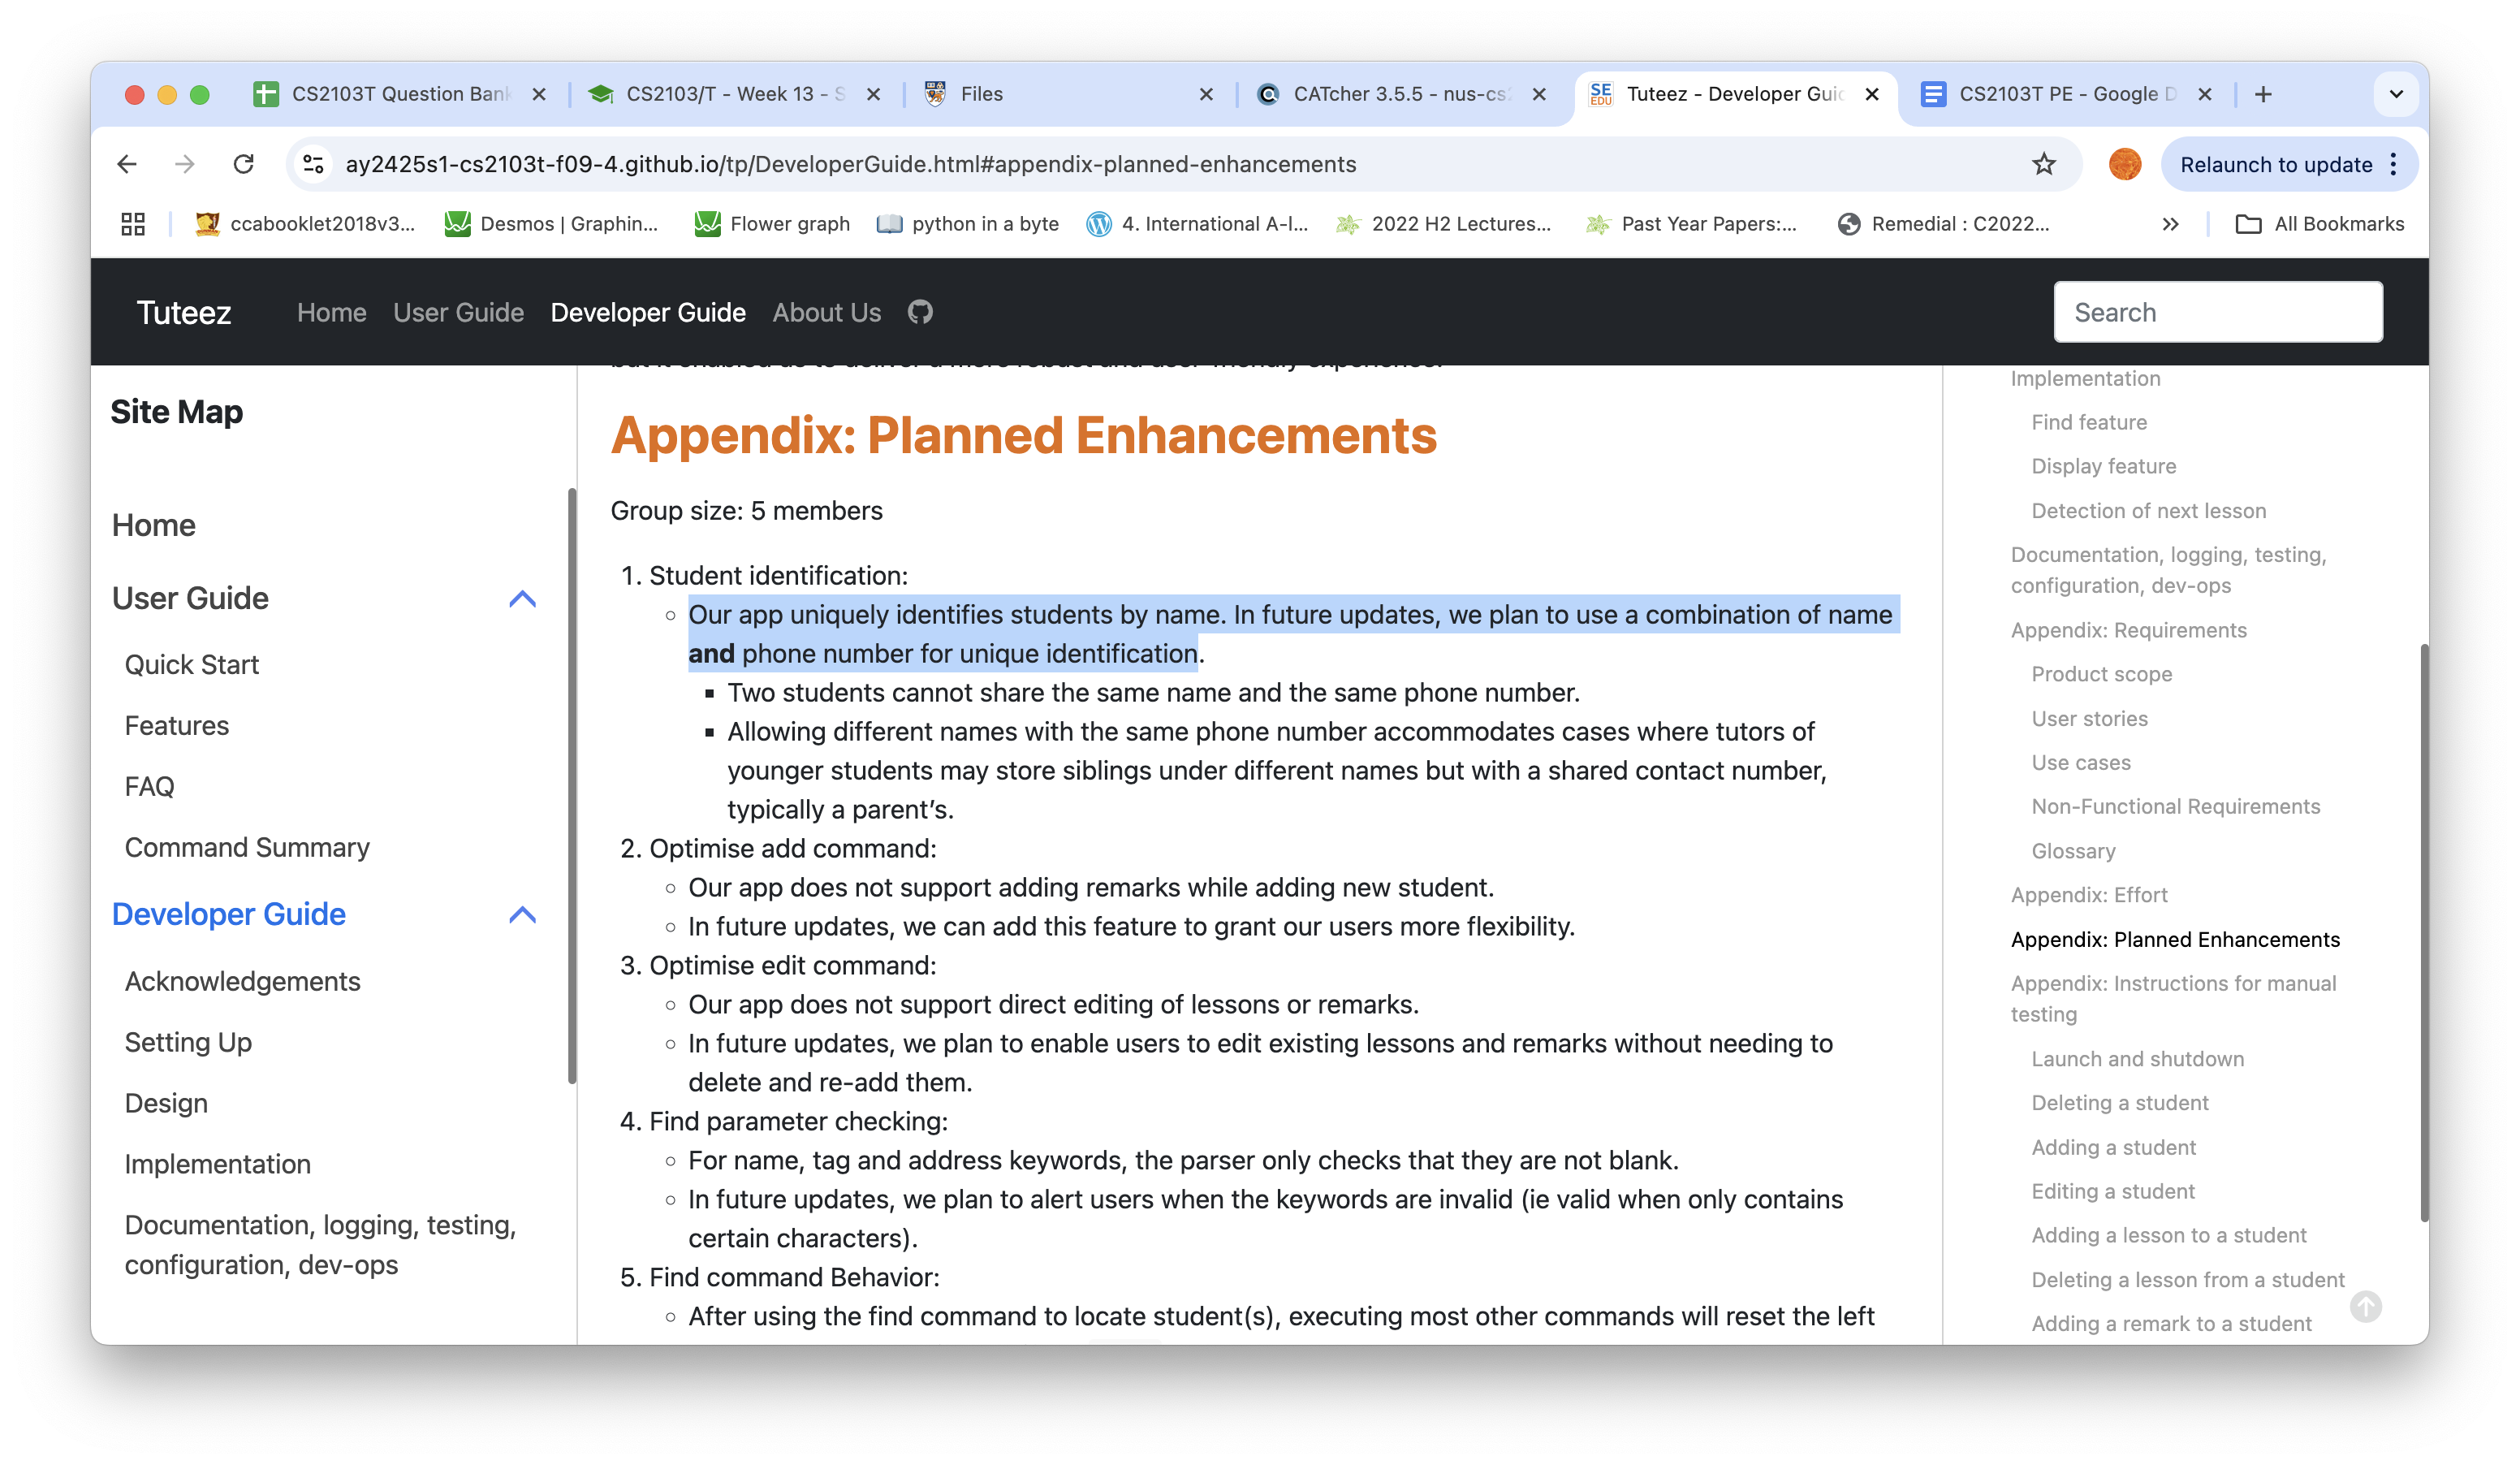 CS2103T Question Bank
CS2103/T - Week 13 - S
Files
CATcher 3.5.5 - nus-cs2
Tuteez - Developer Guid
CS2103T PE - Google D
ay2425s1-cs2103t-f09-4.github.io/tp/DeveloperGuide.html#appendix-planned-enhancements
Relaunch to update
ccabooklet2018v3...
Desmos | Graphin...
Flower graph
python in a byte
4. International A-l...
2022 H2 Lectures...
Past Year Papers:...
Remedial : C2022...
»
All Bookmarks
Tuteez
Home
User Guide
Developer Guide
About Us
Search
Site Map
Home
User Guide
Quick Start
Features
FAQ
Command Summary
Developer Guide
Acknowledgements
Setting Up
Design
Implementation
Documentation, logging, testing,
configuration, dev-ops
but it enabled us to deliver a more robust and user-friendly experience.
Appendix: Planned Enhancements
Group size: 5 members
1. Student identification:
Our app uniquely identifies students by name. In future updates, we plan to use a combination of name
and phone number for unique identification.
Two students cannot share the same name and the same phone number.
Allowing different names with the same phone number accommodates cases where tutors of
younger students may store siblings under different names but with a shared contact number,
typically a parent’s.
2. Optimise add command:
Our app does not support adding remarks while adding new student.
In future updates, we can add this feature to grant our users more flexibility.
3. Optimise edit command:
Our app does not support direct editing of lessons or remarks.
In future updates, we plan to enable users to edit existing lessons and remarks without needing to
delete and re-add them.
4. Find parameter checking:
For name, tag and address keywords, the parser only checks that they are not blank.
In future updates, we plan to alert users when the keywords are invalid (ie valid when only contains
certain characters).
5. Find command Behavior:
After using the find command to locate student(s), executing most other commands will reset the left
Implementation
Find feature
Display feature
Detection of next lesson
Documentation, logging, testing,
configuration, dev-ops
Appendix: Requirements
Product scope
User stories
Use cases
Non-Functional Requirements
Glossary
Appendix: Effort
Appendix: Planned Enhancements
Appendix: Instructions for manual
testing
Launch and shutdown
Deleting a student
Adding a student
Editing a student
Adding a lesson to a student
Deleting a lesson from a student
Adding a remark to a student